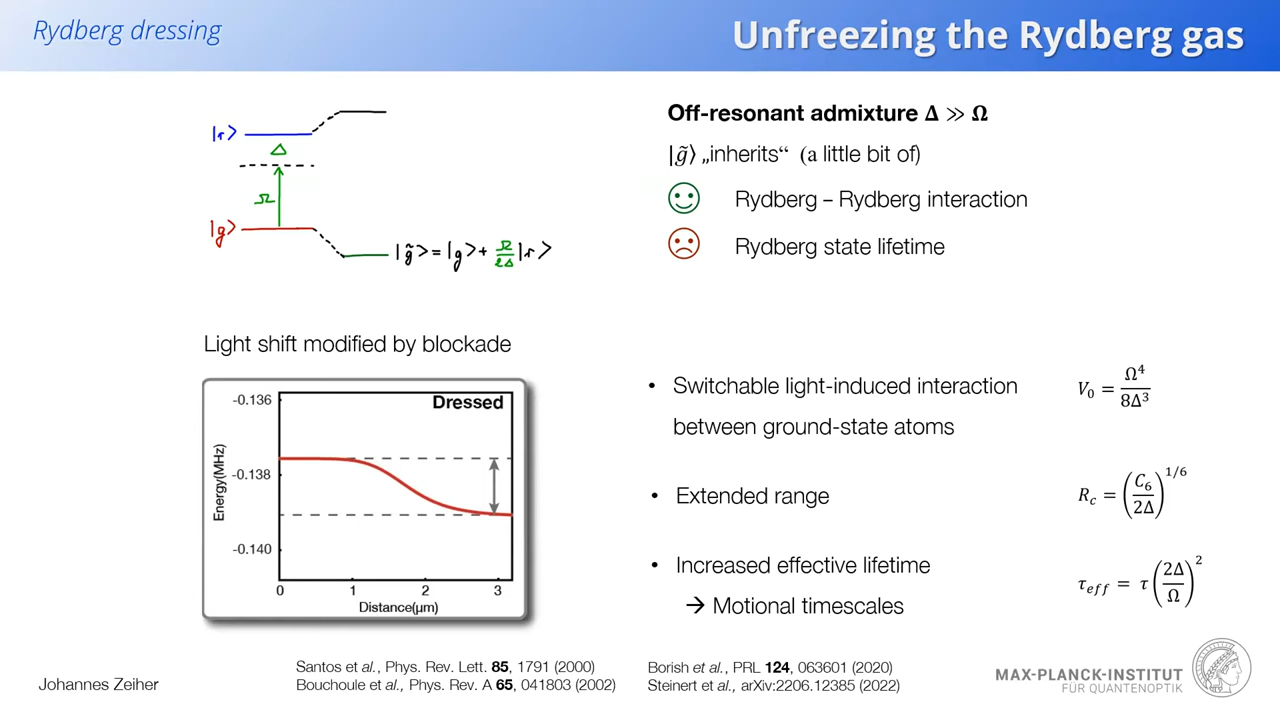 Rydberg dressing
Unfreezing the Rydberg gas
|r>
Δ
Ω
|g>
|g̃> = |g> + Ω/2Δ |r>
Off-resonant admixture Δ ≫ Ω
|g̃⟩ „inherits“ (a little bit of)
Rydberg – Rydberg interaction
Rydberg state lifetime
Light shift modified by blockade
Dressed
Energy(MHz)
-0.136
-0.138
-0.140
0 1 2 3
Distance(μm)
• Switchable light-induced interaction
between ground-state atoms
V₀ = Ω⁴/8Δ³
• Extended range
R_c = (C₆/2Δ)^1/6
• Increased effective lifetime
→ Motional timescales
τ_eff = τ (2Δ/Ω)²
Johannes Zeiher
Santos et al., Phys. Rev. Lett. 85, 1791 (2000)
Bouchoule et al., Phys. Rev. A 65, 041803 (2002)
Borish et al., PRL 124, 063601 (2020)
Steinert et al., arXiv:2206.12385 (2022)
MAX-PLANCK-INSTITUT
FÜR QUANTENOPTIK